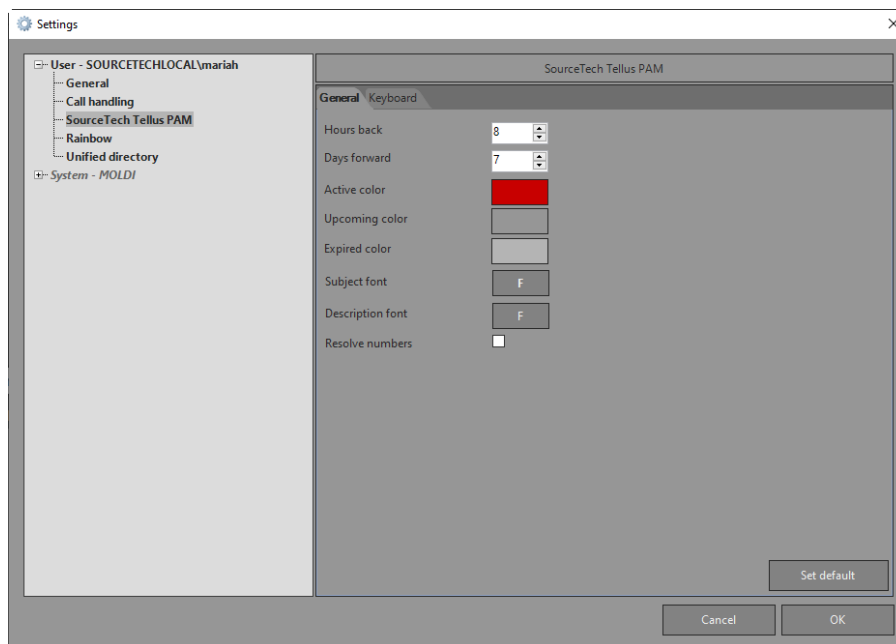 Settings
User - SOURCETECHLOCAL\mariah
General
Call handling
SourceTech Tellus PAM
Rainbow
Unified directory
System - MOLDI
SourceTech Tellus PAM
General Keyboard
Hours back 8
Days forward 7
Active color
Upcoming color
Expired color
Subject font F
Description font F
Resolve numbers
Set default
Cancel OK